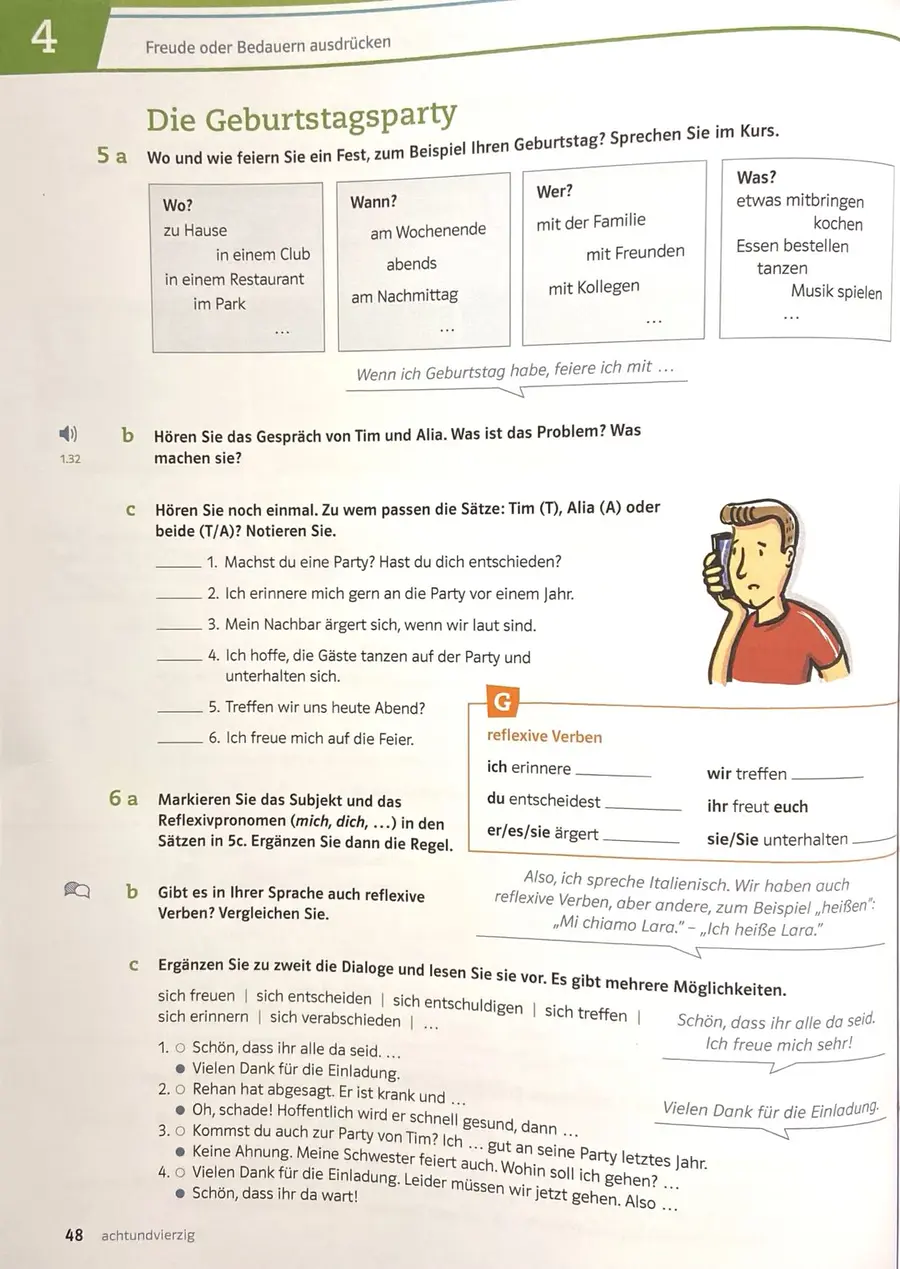 4
Freude oder Bedauern ausdrücken
Die Geburtstagsparty
5 a Wo und wie feiern Sie ein Fest, zum Beispiel Ihren Geburtstag? Sprechen Sie im Kurs.
Wo?
zu Hause
in einem Club
in einem Restaurant
im Park
...
Wann?
am Wochenende
abends
am Nachmittag
...
Wer?
mit der Familie
mit Freunden
mit Kollegen
...
Was?
etwas mitbringen
kochen
Essen bestellen
tanzen
Musik spielen
...
Wenn ich Geburtstag habe, feiere ich mit ...
1.32
b Hören Sie das Gespräch von Tim und Alia. Was ist das Problem? Was
machen sie?
c Hören Sie noch einmal. Zu wem passen die Sätze: Tim (T), Alia (A) oder
beide (T/A)? Notieren Sie.
_____ 1. Machst du eine Party? Hast du dich entschieden?
_____ 2. Ich erinnere mich gern an die Party vor einem Jahr.
_____ 3. Mein Nachbar ärgert sich, wenn wir laut sind.
_____ 4. Ich hoffe, die Gäste tanzen auf der Party und
unterhalten sich.
_____ 5. Treffen wir uns heute Abend?
_____ 6. Ich freue mich auf die Feier.
G
reflexive Verben
ich erinnere ________
du entscheidest ________
er/es/sie ärgert ________
wir treffen ________
ihr freut euch
sie/Sie unterhalten ________
6 a Markieren Sie das Subjekt und das
Reflexivpronomen (mich, dich, ...) in den
Sätzen in 5c. Ergänzen Sie dann die Regel.
b Gibt es in Ihrer Sprache auch reflexive
Verben? Vergleichen Sie.
Also, ich spreche Italienisch. Wir haben auch
reflexive Verben, aber andere, zum Beispiel „heißen":
„Mi chiamo Lara." – „Ich heiße Lara."
c Ergänzen Sie zu zweit die Dialoge und lesen Sie sie vor. Es gibt mehrere Möglichkeiten.
sich freuen | sich entscheiden | sich entschuldigen | sich treffen |
sich erinnern | sich verabschieden | ...
1. ○ Schön, dass ihr alle da seid. ...
● Vielen Dank für die Einladung.
2. ○ Rehan hat abgesagt. Er ist krank und ...
● Oh, schade! Hoffentlich wird er schnell gesund, dann ...
3. ○ Kommst du auch zur Party von Tim? Ich ... gut an seine Party letztes Jahr.
● Keine Ahnung. Meine Schwester feiert auch. Wohin soll ich gehen? ...
4. ○ Vielen Dank für die Einladung. Leider müssen wir jetzt gehen. Also ...
● Schön, dass ihr da wart!
Schön, dass ihr alle da seid.
Ich freue mich sehr!
Vielen Dank für die Einladung.
48 achtundvierzig